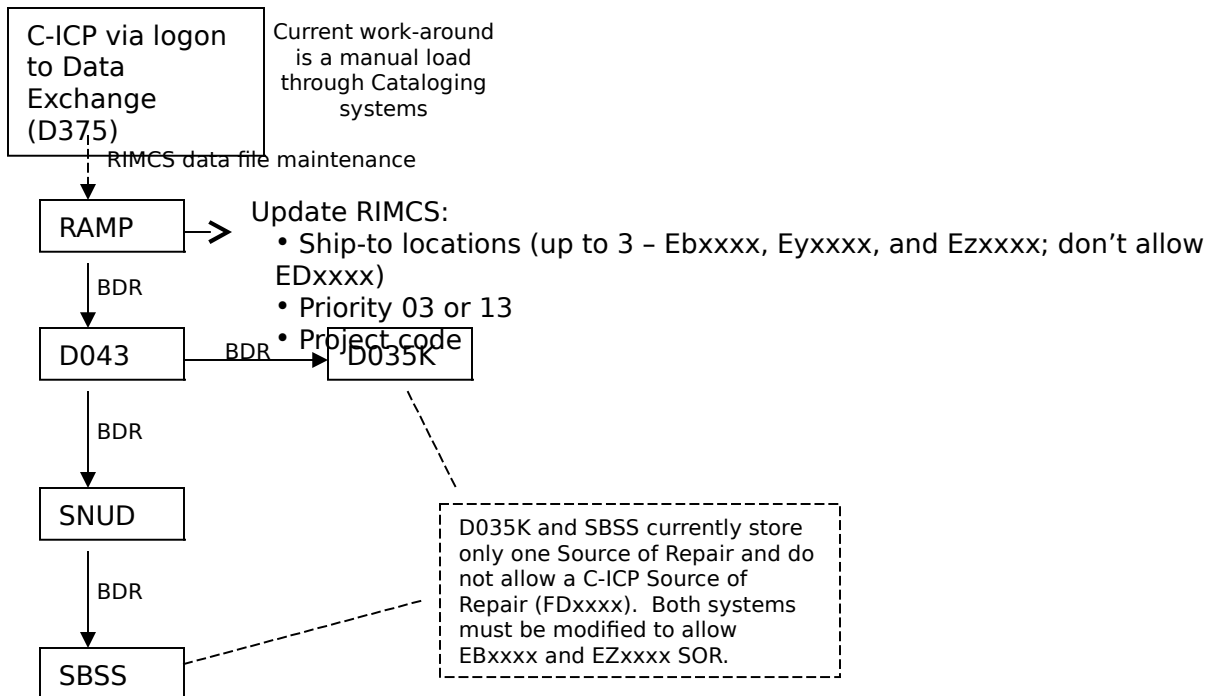 C-ICP via logon
to Data
Exchange
(D375)
Current work-around
is a manual load
through Cataloging
systems
RIMCS data file maintenance
RAMP
Update RIMCS:
• Ship-to locations (up to 3 – Ebxxxx, Eyxxxx, and Ezxxxx; don’t allow
EDxxxx)
• Priority 03 or 13
• Project code
BDR
D043
BDR
D035K
BDR
SNUD
D035K and SBSS currently store
only one Source of Repair and do
not allow a C-ICP Source of
Repair (FDxxxx).  Both systems
must be modified to allow
EBxxxx and EZxxxx SOR.
BDR
SBSS